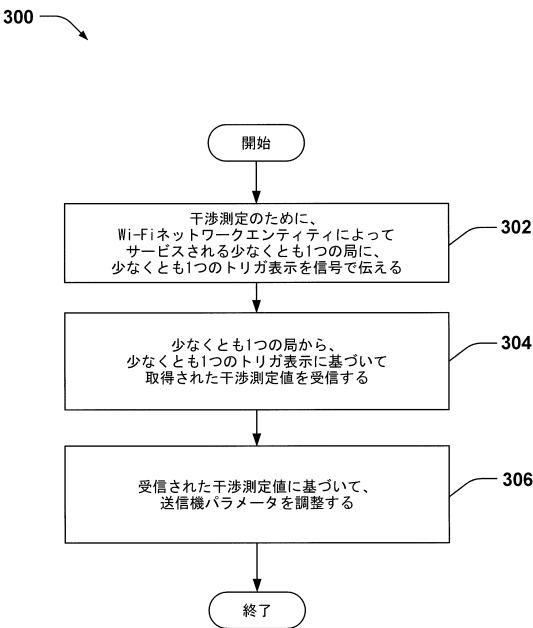 300
開始
干渉測定のために、
Wi-Fiネットワークエンティティによって
サービスされる少なくとも1つの局に、
少なくとも1つのトリガ表示を信号で伝える
302
少なくとも1つの局から、
少なくとも1つのトリガ表示に基づいて
取得された干渉測定値を受信する
304
受信された干渉測定値に基づいて、
送信機パラメータを調整する
306
終了